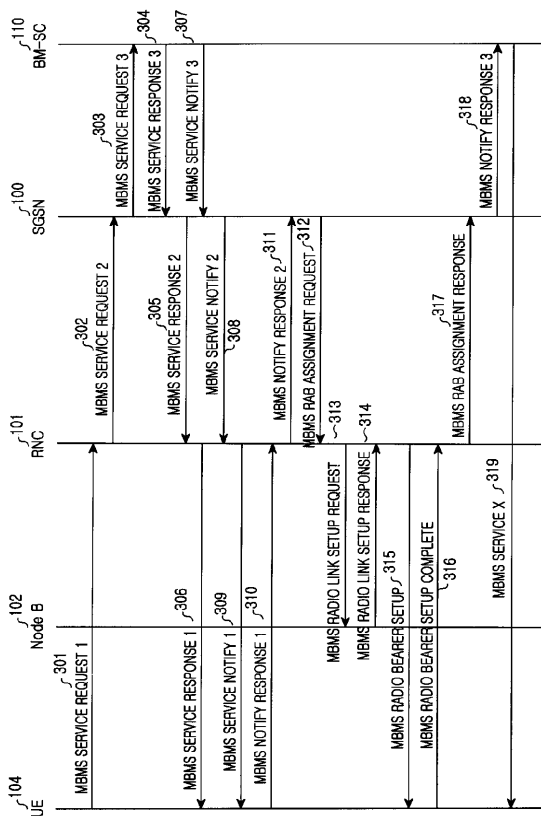 104
UE
102
Node B
101
RNC
100
SGSN
110
BM-SC
301
MBMS SERVICE REQUEST 1
302
MBMS SERVICE REQUEST 2
303
MBMS SERVICE REQUEST 3
304
MBMS SERVICE RESPONSE 3
305
MBMS SERVICE RESPONSE 2
306
MBMS SERVICE RESPONSE 1
307
MBMS SERVICE NOTIFY 3
MBMS SERVICE NOTIFY 2
308
309
MBMS SERVICE NOTIFY 1
310
MBMS NOTIFY RESPONSE 1
311
MBMS NOTIFY RESPONSE 2
312
MBMS RAB ASSIGNMENT REQUEST
313
MBMS RADIO LINK SETUP REQUEST
314
MBMS RADIO LINK SETUP RESPONSE
315
MBMS RADIO BEARER SETUP
MBMS RADIO BEARER SETUP COMPLETE
316
317
MBMS RAB ASSIGNMENT RESPONSE
318
MBMS NOTIFY RESPONSE 3
MBMS SERVICE X
319